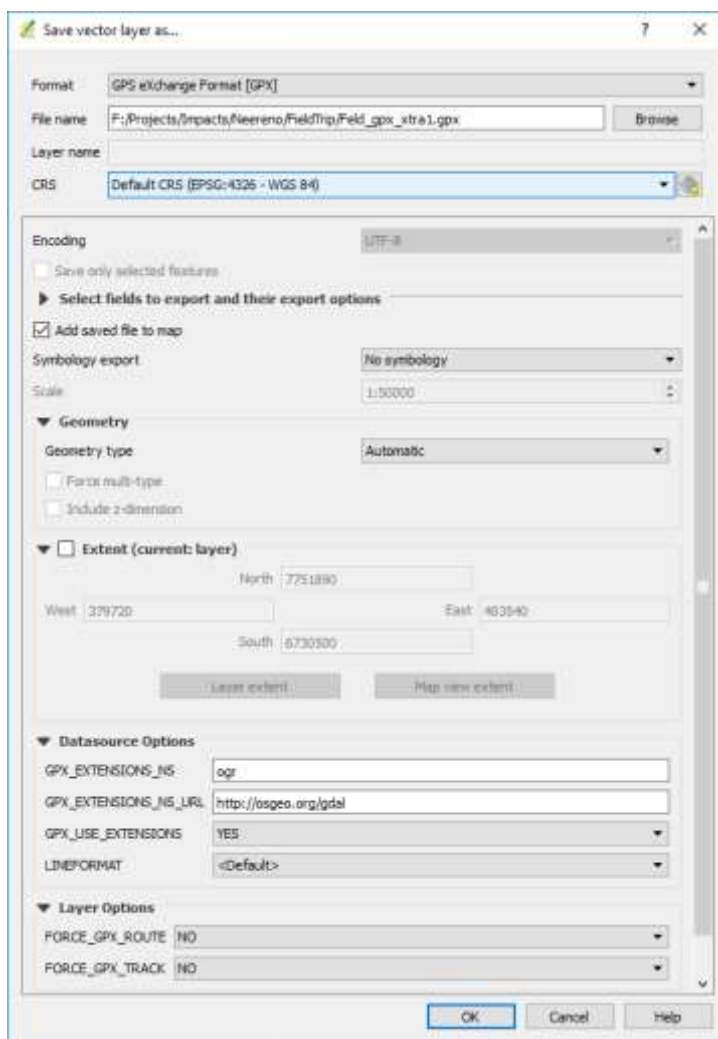 Save vector layer as...
?
Format GPS eXchange Format [GPX]
File name F:/Projects/Impacts/Neereno/FieldTrip/Feld_gpx_xtra1.gpx Browse
Layer name
CRS Default CRS (EPSG:4326 - WGS 84)
Encoding UTF-8
Save only selected features
Select fields to export and their export options
Add saved file to map
Symbology export No symbology
Scale 1:50000
Geometry
Geometry type Automatic
Force multi-type
Include z-dimension
Extent (current: layer)
North 7751890
West 379720 East 403540
South 6730500
Layer extent Map view extent
Datasource Options
GPX_EXTENSIONS_NS ogr
GPX_EXTENSIONS_NS_URL http://osgeo.org/gdal
GPX_USE_EXTENSIONS YES
LINEFORMAT <Default>
Layer Options
FORCE_GPX_ROUTE NO
FORCE_GPX_TRACK NO
OK Cancel Help